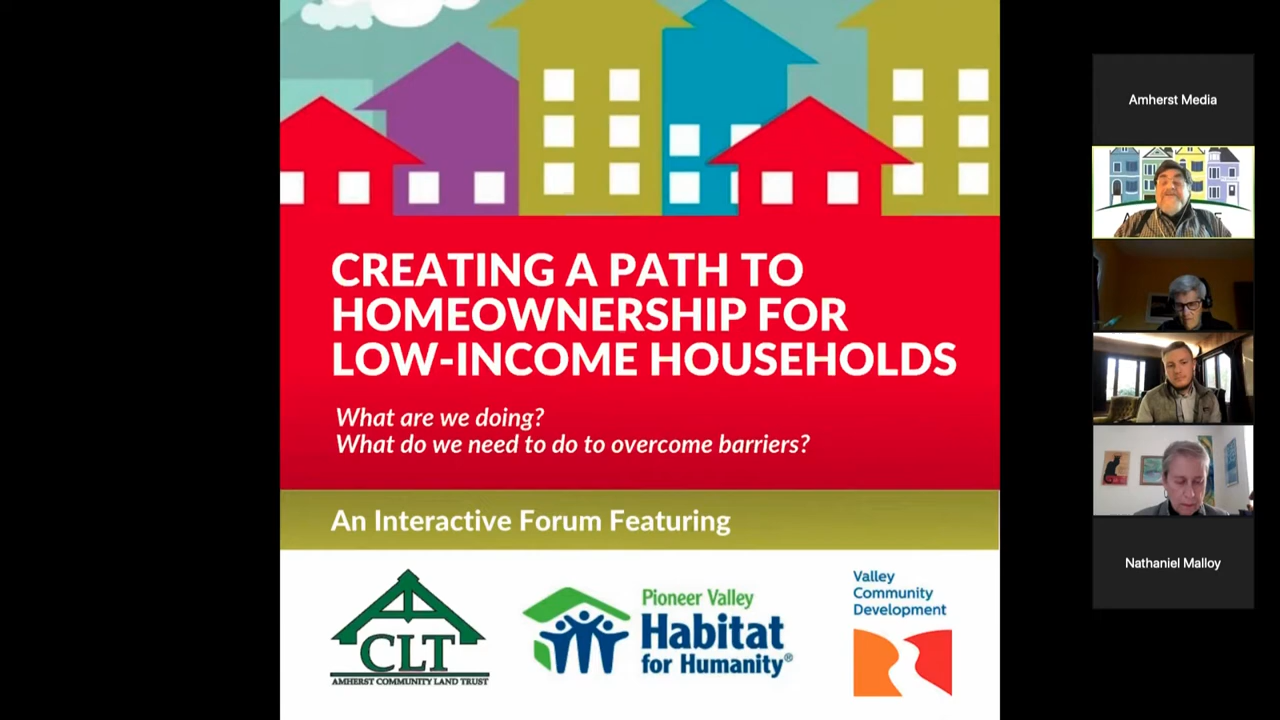 CREATING A PATH TO
HOMEOWNERSHIP FOR
LOW-INCOME HOUSEHOLDS
What are we doing?
What do we need to do to overcome barriers?
An Interactive Forum Featuring
CLT
AMHERST COMMUNITY LAND TRUST
Pioneer Valley
Habitat
for Humanity®
Valley
Community
Development
Amherst Media
Nathaniel Malloy